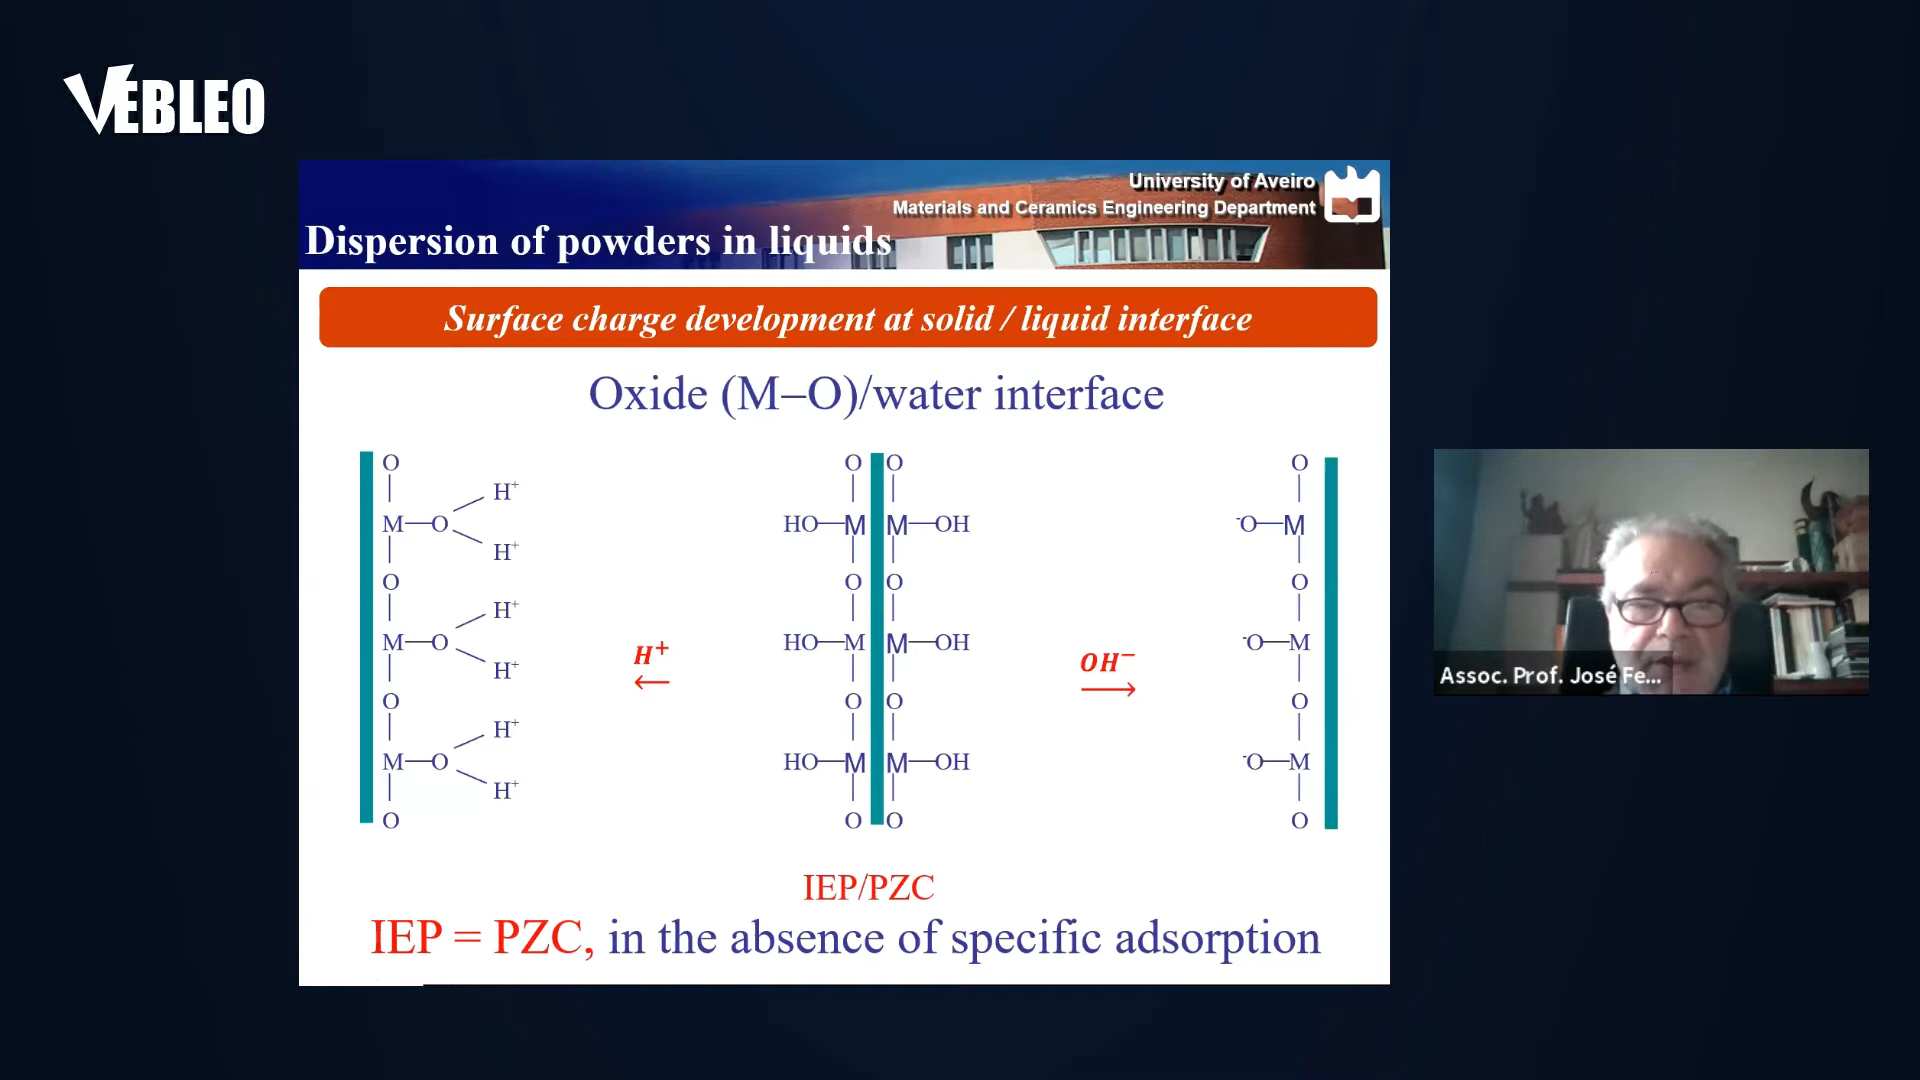 VEBLEO
University of Aveiro
Materials and Ceramics Engineering Department
Dispersion of powders in liquids
Surface charge development at solid / liquid interface
Oxide (M–O)/water interface
O O O O
H⁺
M—O HO—M M—OH ⁻O—M
H⁺
O O O O
H⁺
M—O HO—M M—OH ⁻O—M
H⁺
H⁺ OH⁻
← →
O O O O
H⁺
M—O HO—M M—OH ⁻O—M
H⁺
O O O O
IEP/PZC
IEP = PZC, in the absence of specific adsorption
Assoc. Prof. José Fe...